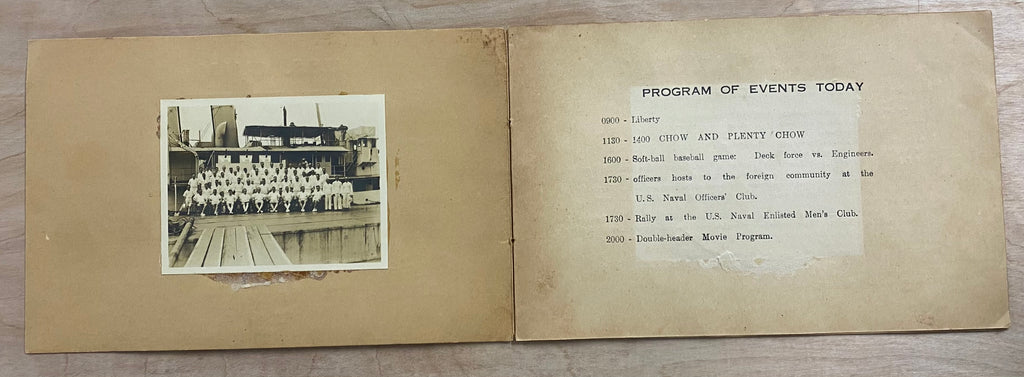 PROGRAM OF EVENTS TODAY
0900 - Liberty
1130 - 1400 CHOW AND PLENTY CHOW
1600 - Soft-ball baseball game: Deck force vs. Engineers.
1730 - officers hosts to the foreign community at the
U. S. Naval Officers' Club.
1730 - Rally at the U.S. Naval Enlisted Men's Club.
2000 - Double-header Movie Program.